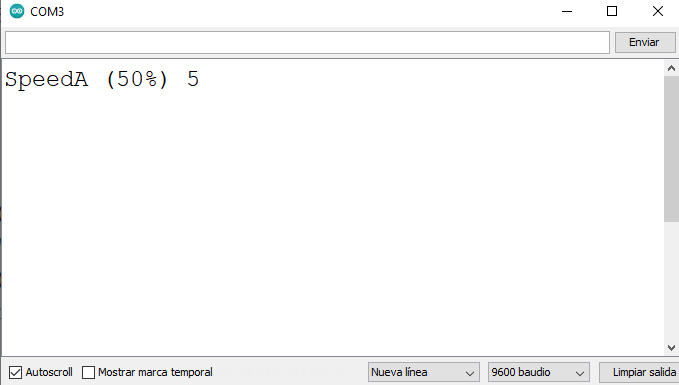 COM3
Enviar
SpeedA (50%) 5
Autoscroll
Mostrar marca temporal
Nueva línea
9600 baudio
Limpiar salida